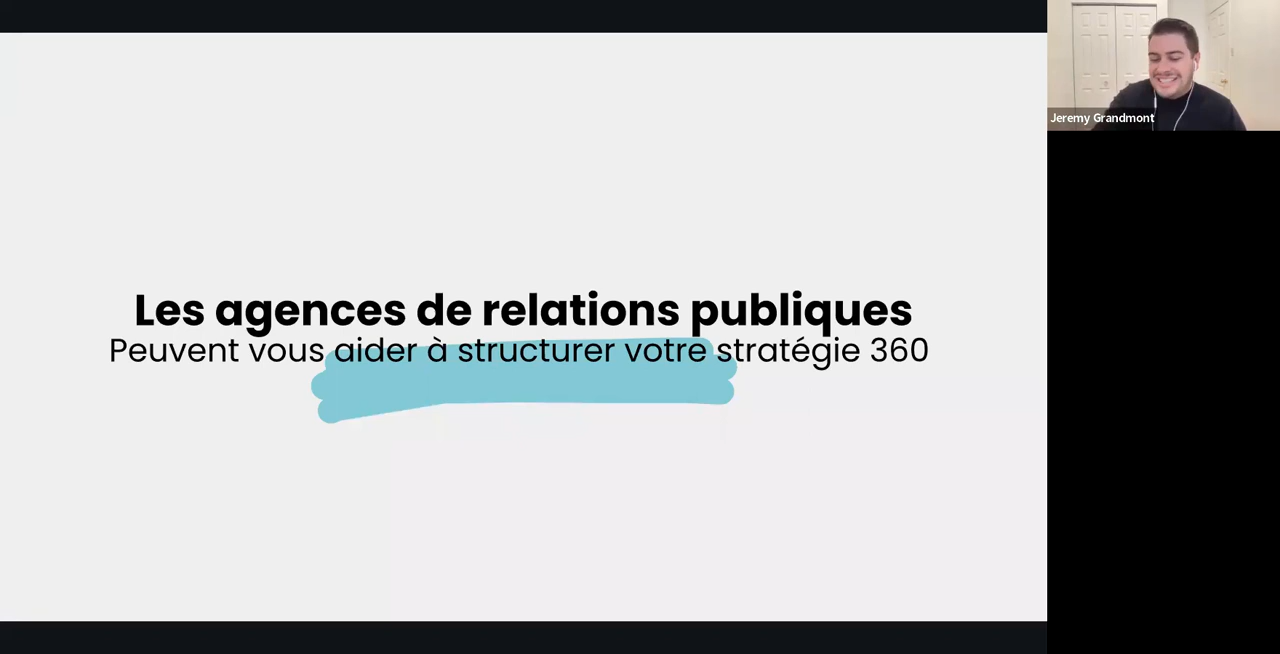 Les agences de relations publiques
Peuvent vous aider à structurer votre stratégie 360
Jeremy Grandmont